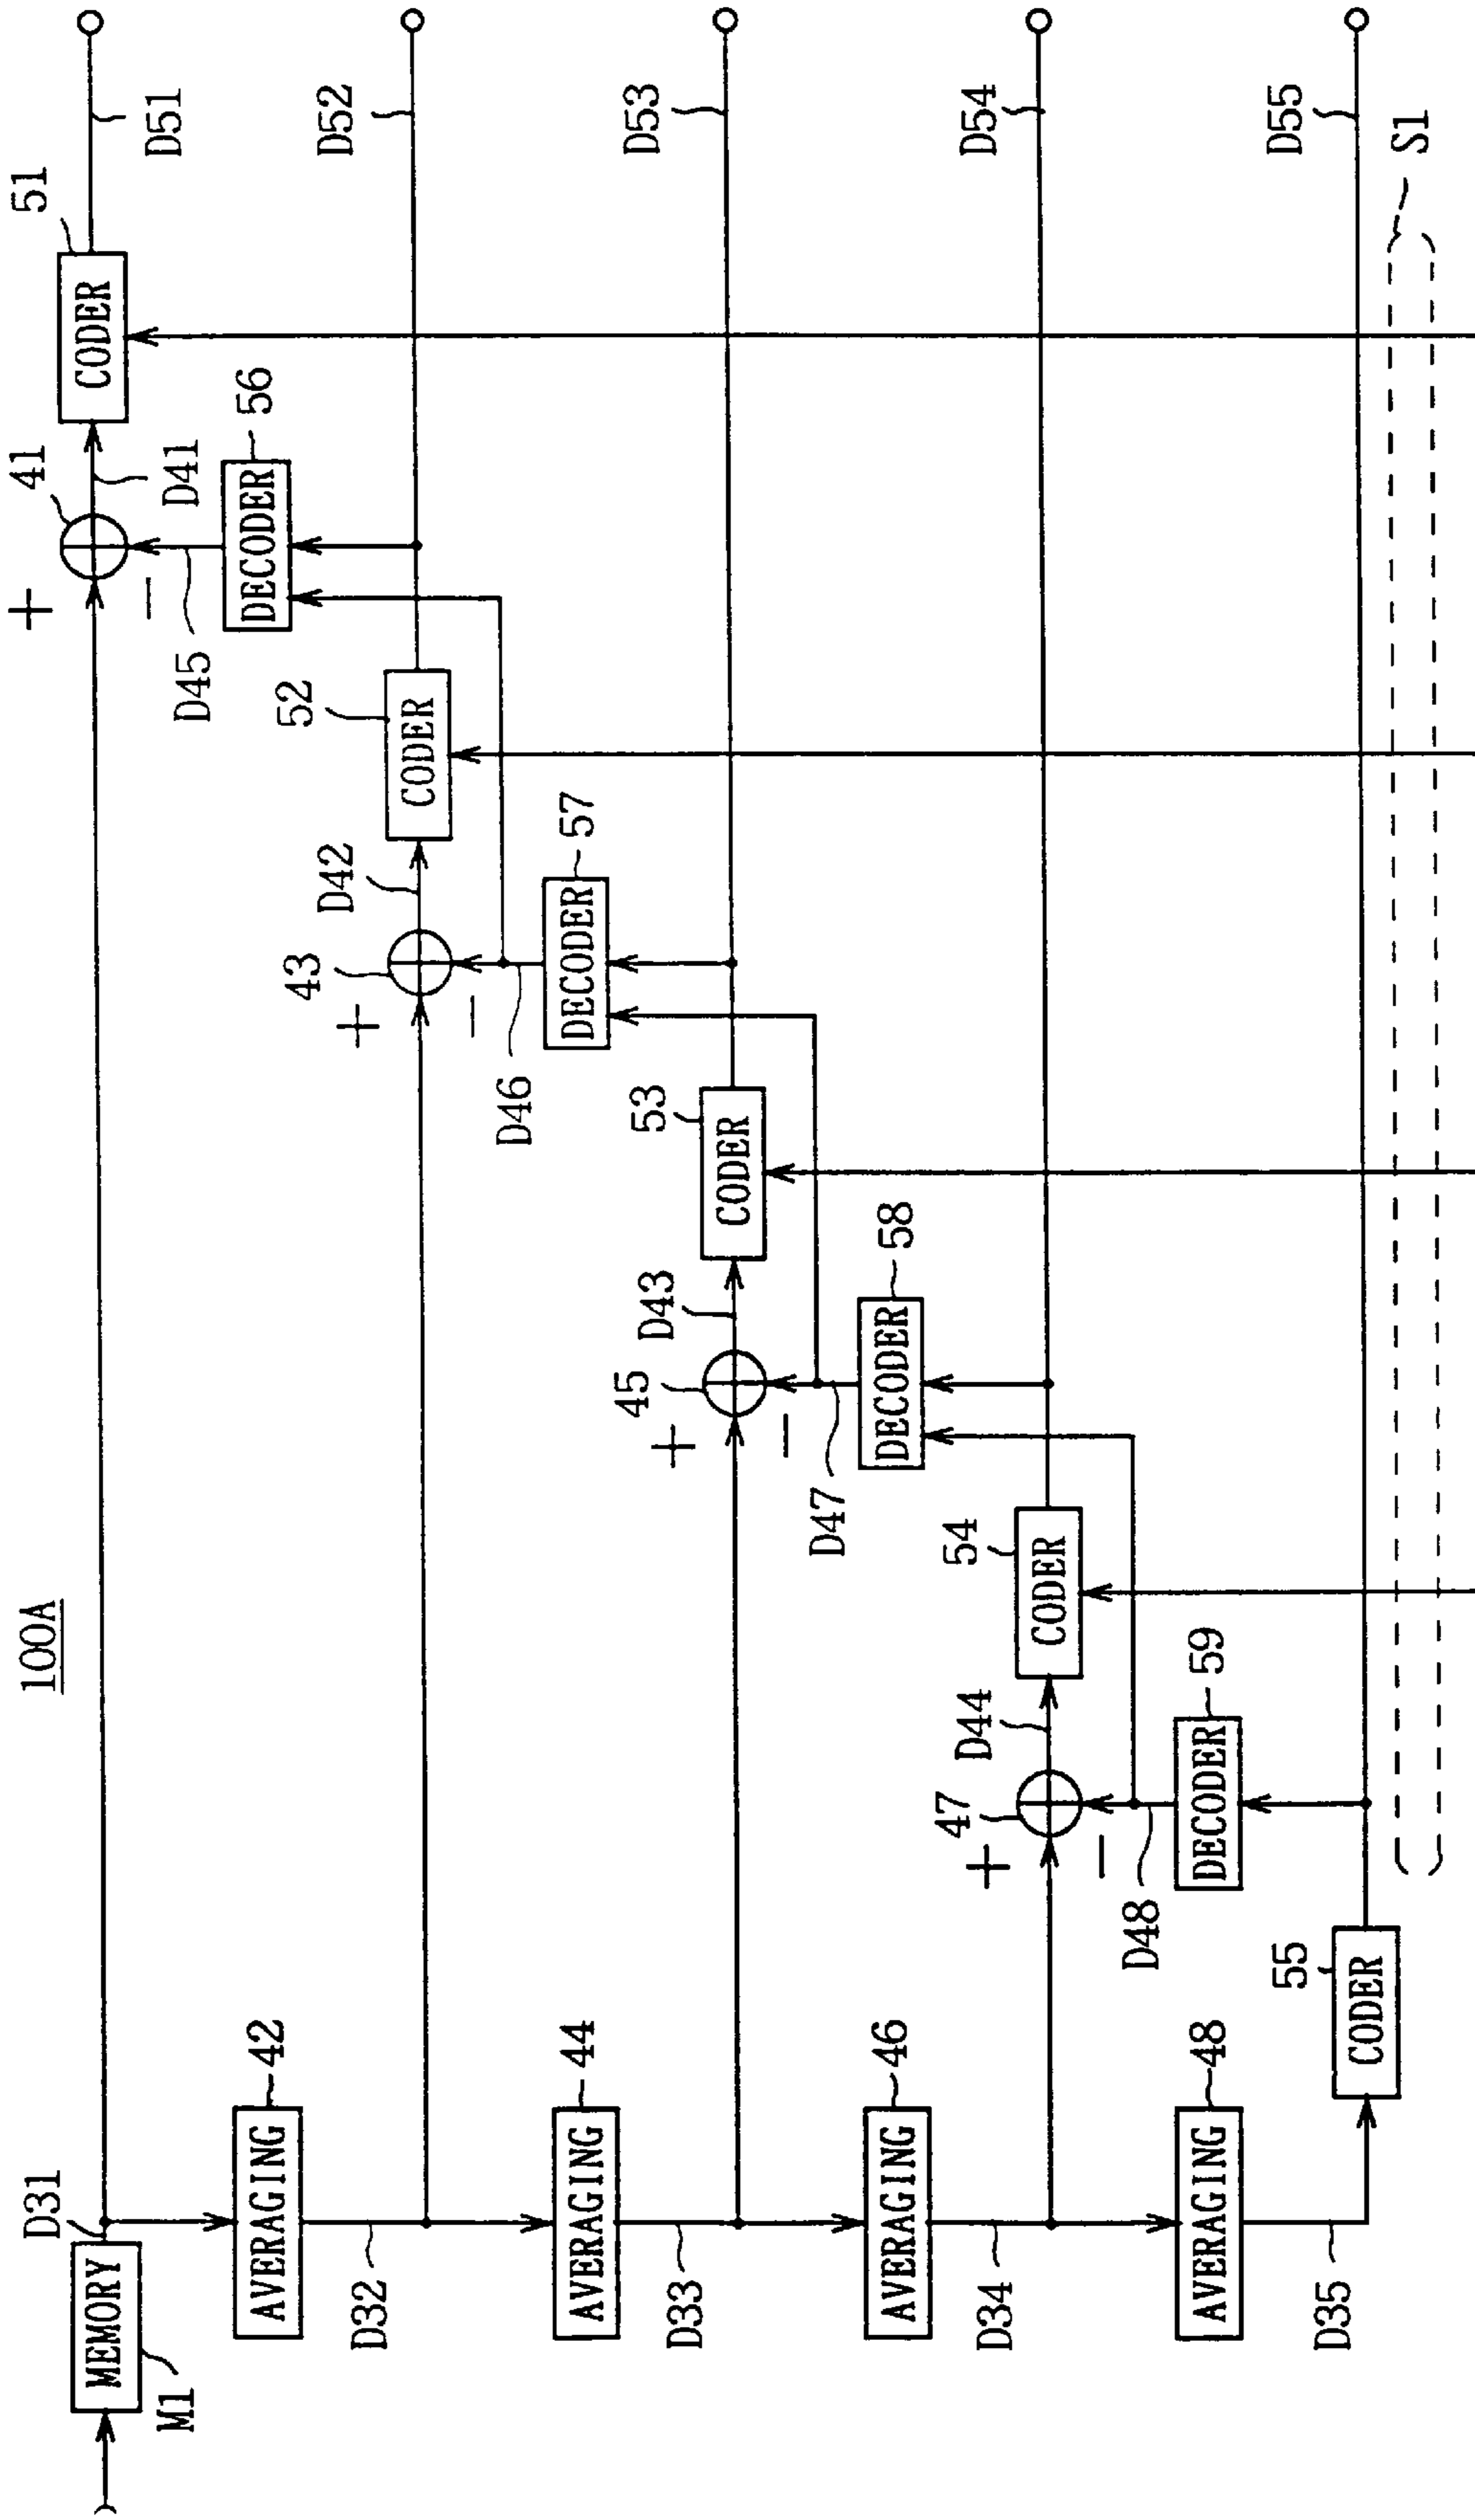 100A
MEMORY
M1
D31
+
−
41
D41
D45
CODER
51
D51
DECODER
56
AVERAGING
42
D32
+
−
43
D42
D46
CODER
52
D52
DECODER
57
AVERAGING
44
D33
+
−
45
D43
D47
CODER
53
D53
DECODER
58
AVERAGING
46
D34
+
−
47
D44
D48
CODER
54
D54
DECODER
59
AVERAGING
48
D35
CODER
55
D55
S1